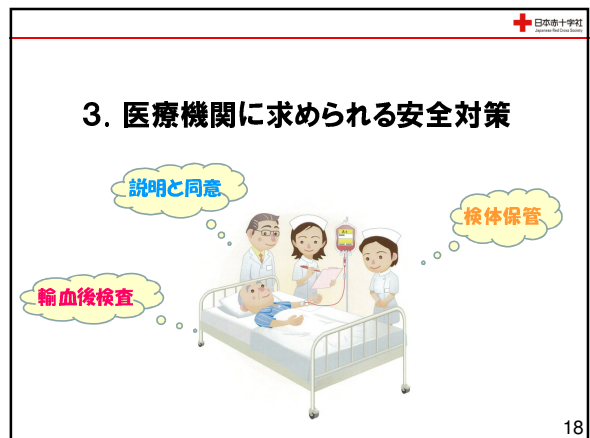 日本赤十字社
Japanese Red Cross Society
３．医療機関に求められる安全対策
説明と同意
検体保管
輸血後検査
18